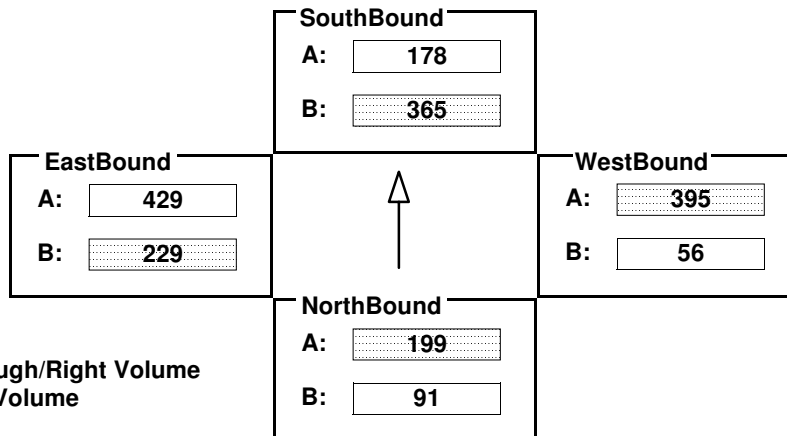 SouthBound
A: 178
B: 365
EastBound
A: 429
B: 229
WestBound
A: 395
B: 56
NorthBound
A: 199
B: 91
ugh/Right Volume
Volume